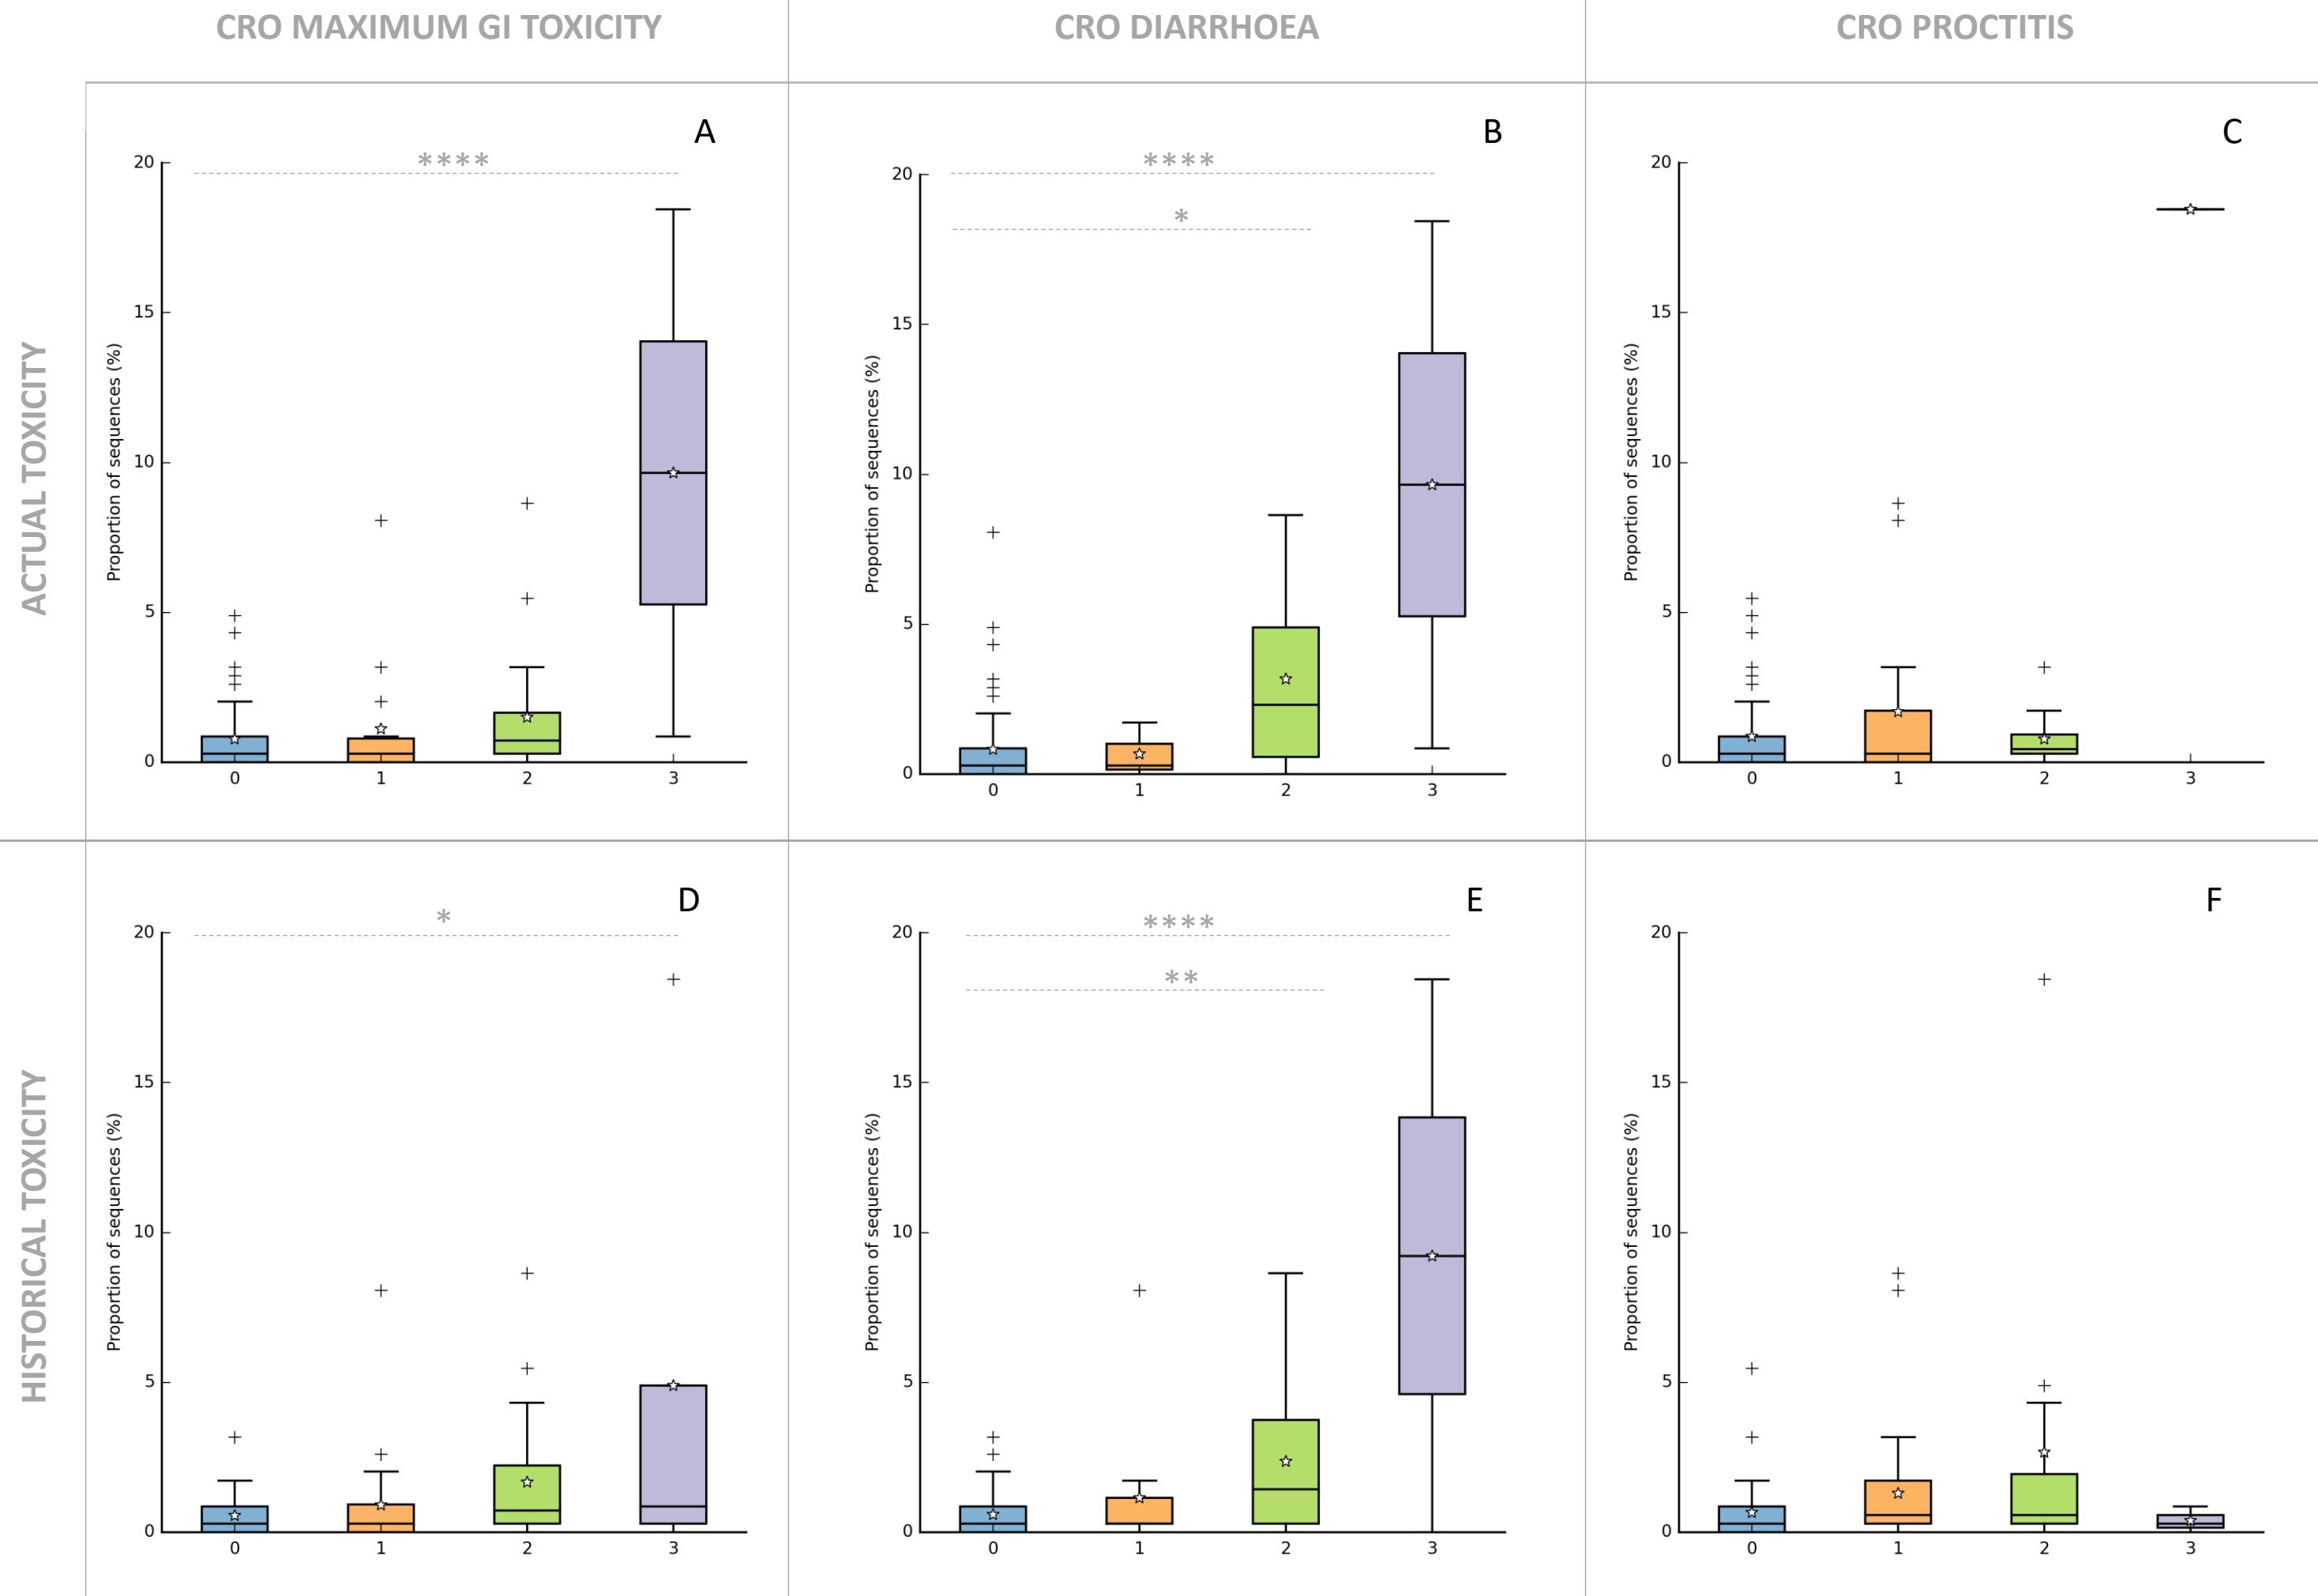 CRO MAXIMUM GI TOXICITY
CRO DIARRHOEA
CRO PROCTITIS
ACTUAL TOXICITY
A
****
20
15
10
5
0
Proportion of sequences (%)
0 1 2 3
B
****
*
20
15
10
5
0
Proportion of sequences (%)
0 1 2 3
C
20
15
10
5
0
Proportion of sequences (%)
0 1 2 3
HISTORICAL TOXICITY
D
*
20
15
10
5
0
Proportion of sequences (%)
0 1 2 3
E
****
**
20
15
10
5
0
Proportion of sequences (%)
0 1 2 3
F
20
15
10
5
0
Proportion of sequences (%)
0 1 2 3